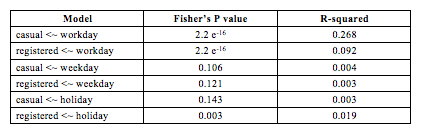 Model Fisher's P value R-squared
casual <~ workday 2.2 e-16 0.268
registered <~ workday 2.2 e-16 0.092
casual <~ weekday 0.106 0.004
registered <~ weekday 0.121 0.003
casual <~ holiday 0.143 0.003
registered <~ holiday 0.003 0.019